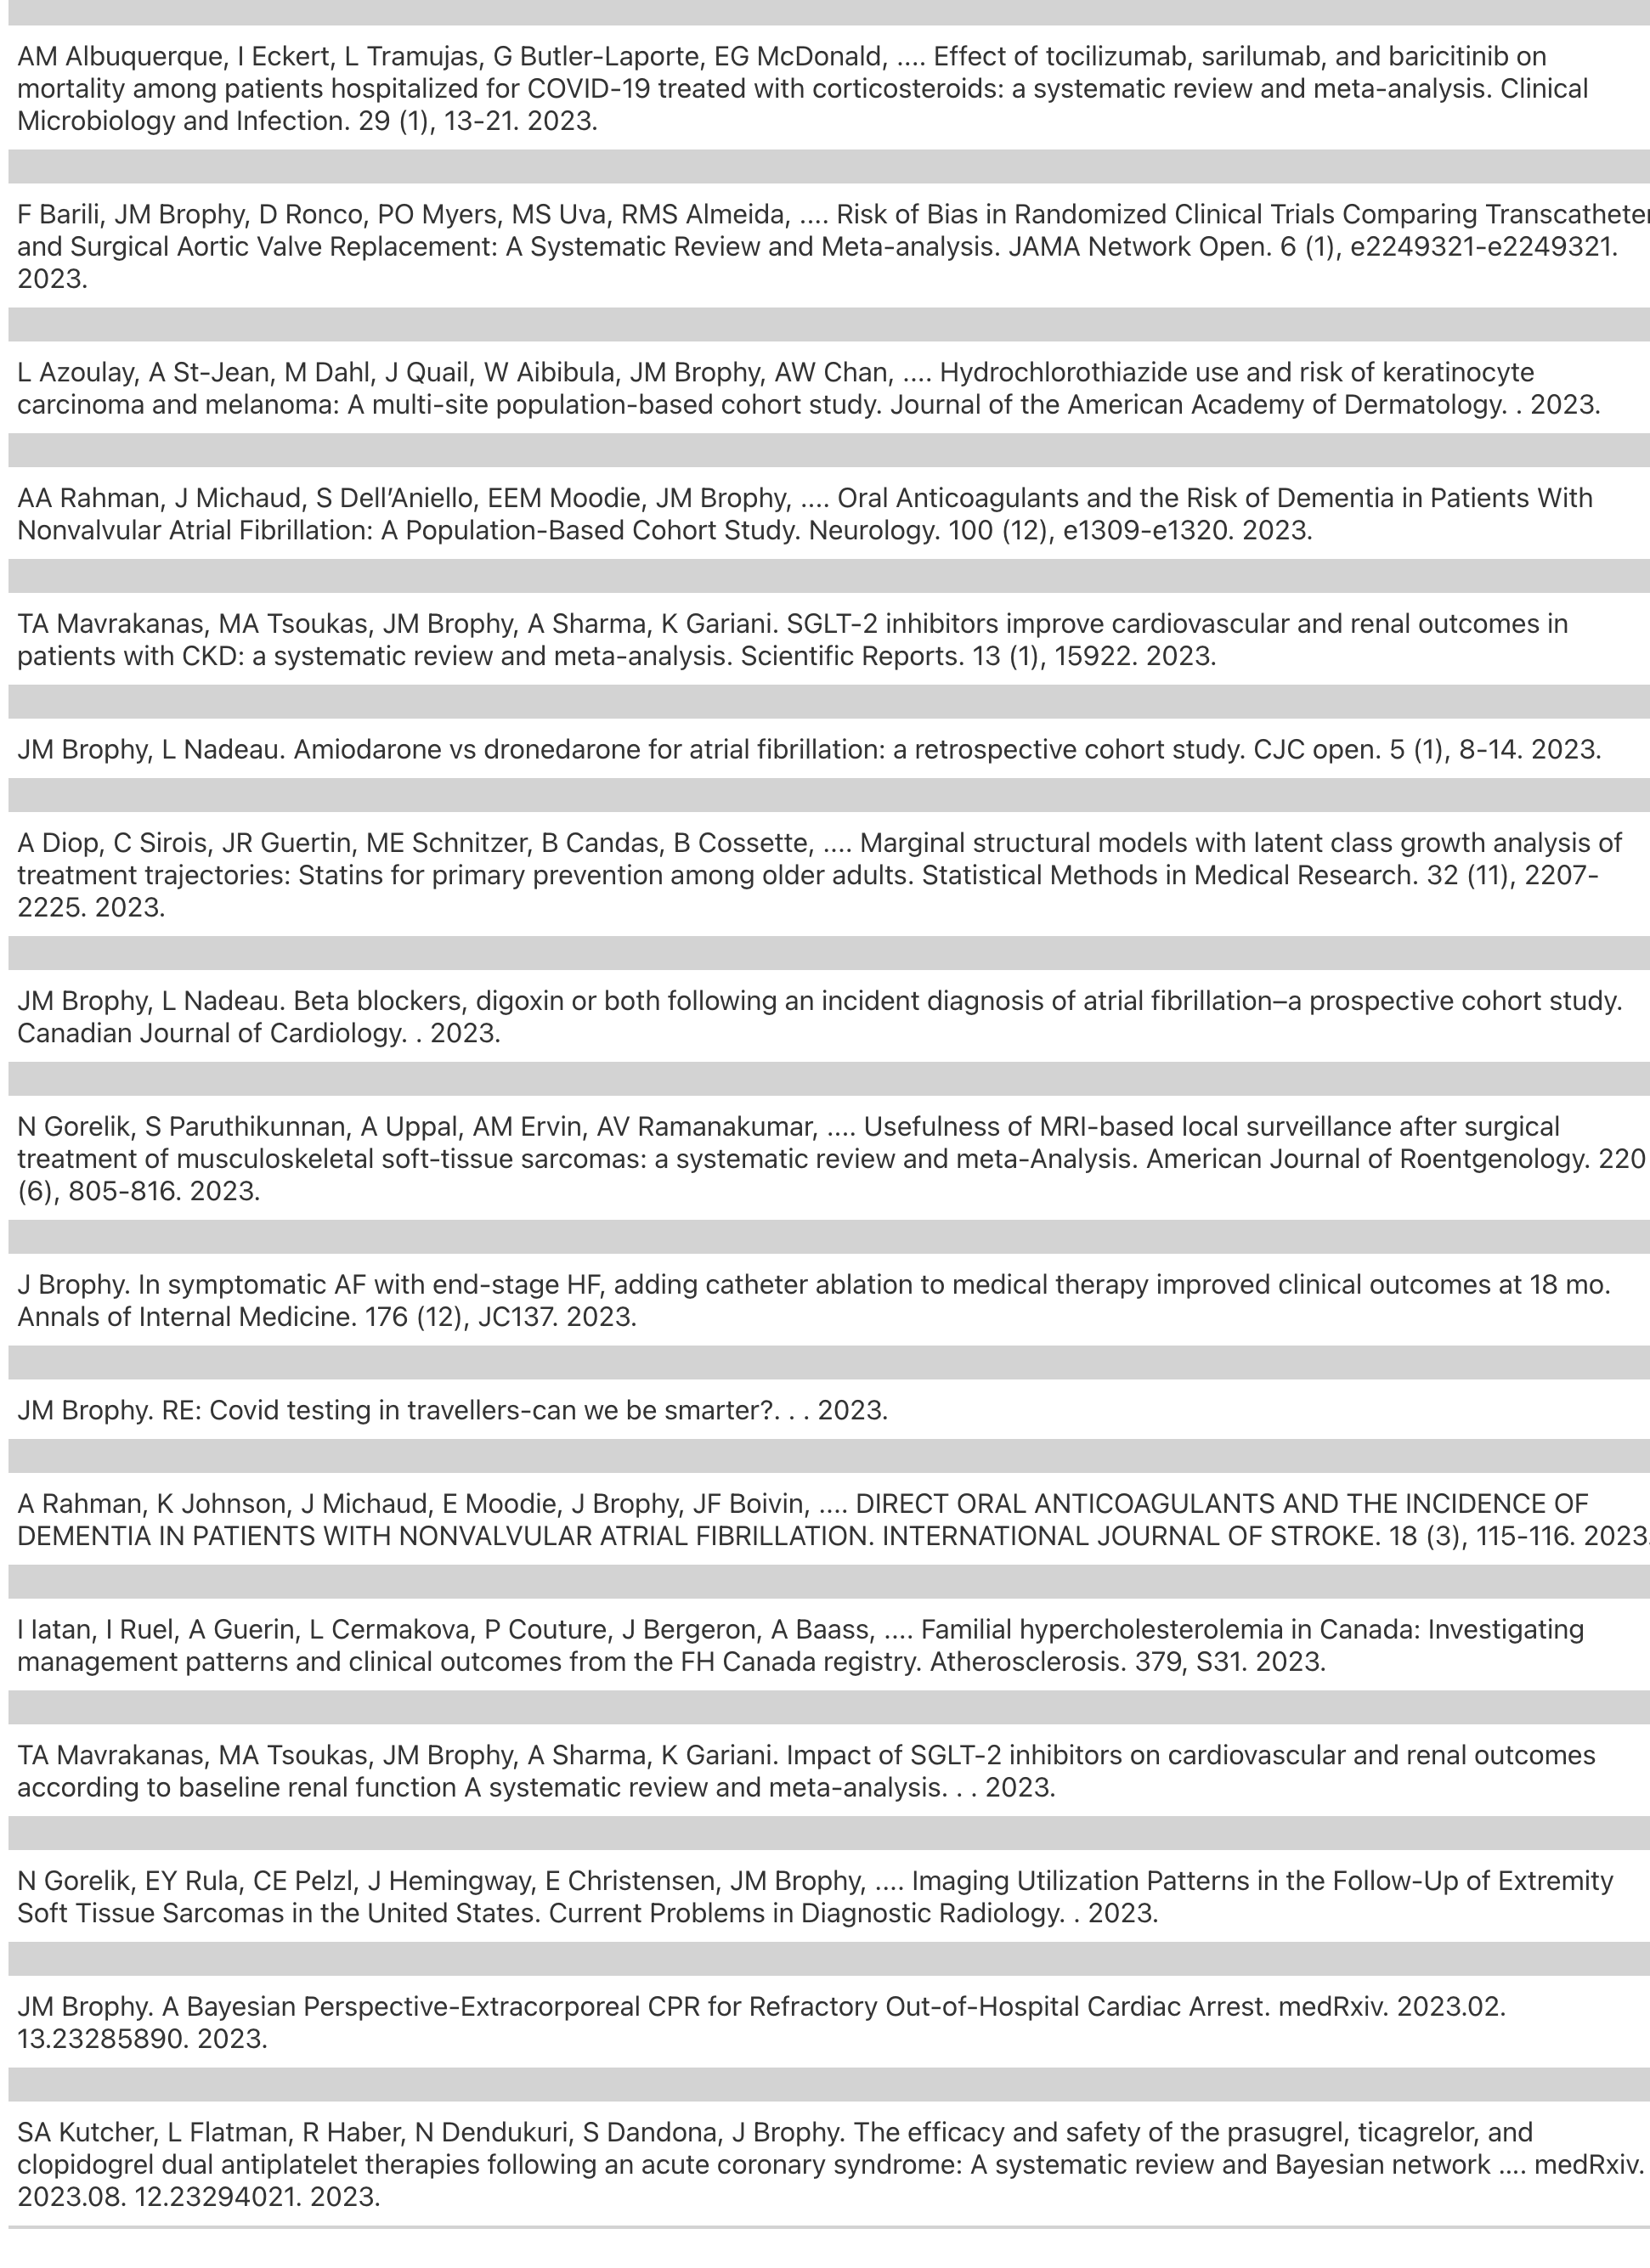 AM Albuquerque, I Eckert, L Tramujas, G Butler-Laporte, EG McDonald, .... Effect of tocilizumab, sarilumab, and baricitinib on
mortality among patients hospitalized for COVID-19 treated with corticosteroids: a systematic review and meta-analysis. Clinical
Microbiology and Infection. 29 (1), 13-21. 2023.
F Barili, JM Brophy, D Ronco, PO Myers, MS Uva, RMS Almeida, .... Risk of Bias in Randomized Clinical Trials Comparing Transcatheter
and Surgical Aortic Valve Replacement: A Systematic Review and Meta-analysis. JAMA Network Open. 6 (1), e2249321-e2249321.
2023.
L Azoulay, A St-Jean, M Dahl, J Quail, W Aibibula, JM Brophy, AW Chan, .... Hydrochlorothiazide use and risk of keratinocyte
carcinoma and melanoma: A multi-site population-based cohort study. Journal of the American Academy of Dermatology. . 2023.
AA Rahman, J Michaud, S Dell’Aniello, EEM Moodie, JM Brophy, .... Oral Anticoagulants and the Risk of Dementia in Patients With
Nonvalvular Atrial Fibrillation: A Population-Based Cohort Study. Neurology. 100 (12), e1309-e1320. 2023.
TA Mavrakanas, MA Tsoukas, JM Brophy, A Sharma, K Gariani. SGLT-2 inhibitors improve cardiovascular and renal outcomes in
patients with CKD: a systematic review and meta-analysis. Scientific Reports. 13 (1), 15922. 2023.
JM Brophy, L Nadeau. Amiodarone vs dronedarone for atrial fibrillation: a retrospective cohort study. CJC open. 5 (1), 8-14. 2023.
A Diop, C Sirois, JR Guertin, ME Schnitzer, B Candas, B Cossette, .... Marginal structural models with latent class growth analysis of
treatment trajectories: Statins for primary prevention among older adults. Statistical Methods in Medical Research. 32 (11), 2207-
2225. 2023.
JM Brophy, L Nadeau. Beta blockers, digoxin or both following an incident diagnosis of atrial fibrillation–a prospective cohort study.
Canadian Journal of Cardiology. . 2023.
N Gorelik, S Paruthikunnan, A Uppal, AM Ervin, AV Ramanakumar, .... Usefulness of MRI-based local surveillance after surgical
treatment of musculoskeletal soft-tissue sarcomas: a systematic review and meta-Analysis. American Journal of Roentgenology. 220
(6), 805-816. 2023.
J Brophy. In symptomatic AF with end-stage HF, adding catheter ablation to medical therapy improved clinical outcomes at 18 mo.
Annals of Internal Medicine. 176 (12), JC137. 2023.
JM Brophy. RE: Covid testing in travellers-can we be smarter?. . . 2023.
A Rahman, K Johnson, J Michaud, E Moodie, J Brophy, JF Boivin, .... DIRECT ORAL ANTICOAGULANTS AND THE INCIDENCE OF
DEMENTIA IN PATIENTS WITH NONVALVULAR ATRIAL FIBRILLATION. INTERNATIONAL JOURNAL OF STROKE. 18 (3), 115-116. 2023.
I Iatan, I Ruel, A Guerin, L Cermakova, P Couture, J Bergeron, A Baass, .... Familial hypercholesterolemia in Canada: Investigating
management patterns and clinical outcomes from the FH Canada registry. Atherosclerosis. 379, S31. 2023.
TA Mavrakanas, MA Tsoukas, JM Brophy, A Sharma, K Gariani. Impact of SGLT-2 inhibitors on cardiovascular and renal outcomes
according to baseline renal function A systematic review and meta-analysis. . . 2023.
N Gorelik, EY Rula, CE Pelzl, J Hemingway, E Christensen, JM Brophy, .... Imaging Utilization Patterns in the Follow-Up of Extremity
Soft Tissue Sarcomas in the United States. Current Problems in Diagnostic Radiology. . 2023.
JM Brophy. A Bayesian Perspective-Extracorporeal CPR for Refractory Out-of-Hospital Cardiac Arrest. medRxiv. 2023.02.
13.23285890. 2023.
SA Kutcher, L Flatman, R Haber, N Dendukuri, S Dandona, J Brophy. The efficacy and safety of the prasugrel, ticagrelor, and
clopidogrel dual antiplatelet therapies following an acute coronary syndrome: A systematic review and Bayesian network .... medRxiv.
2023.08. 12.23294021. 2023.